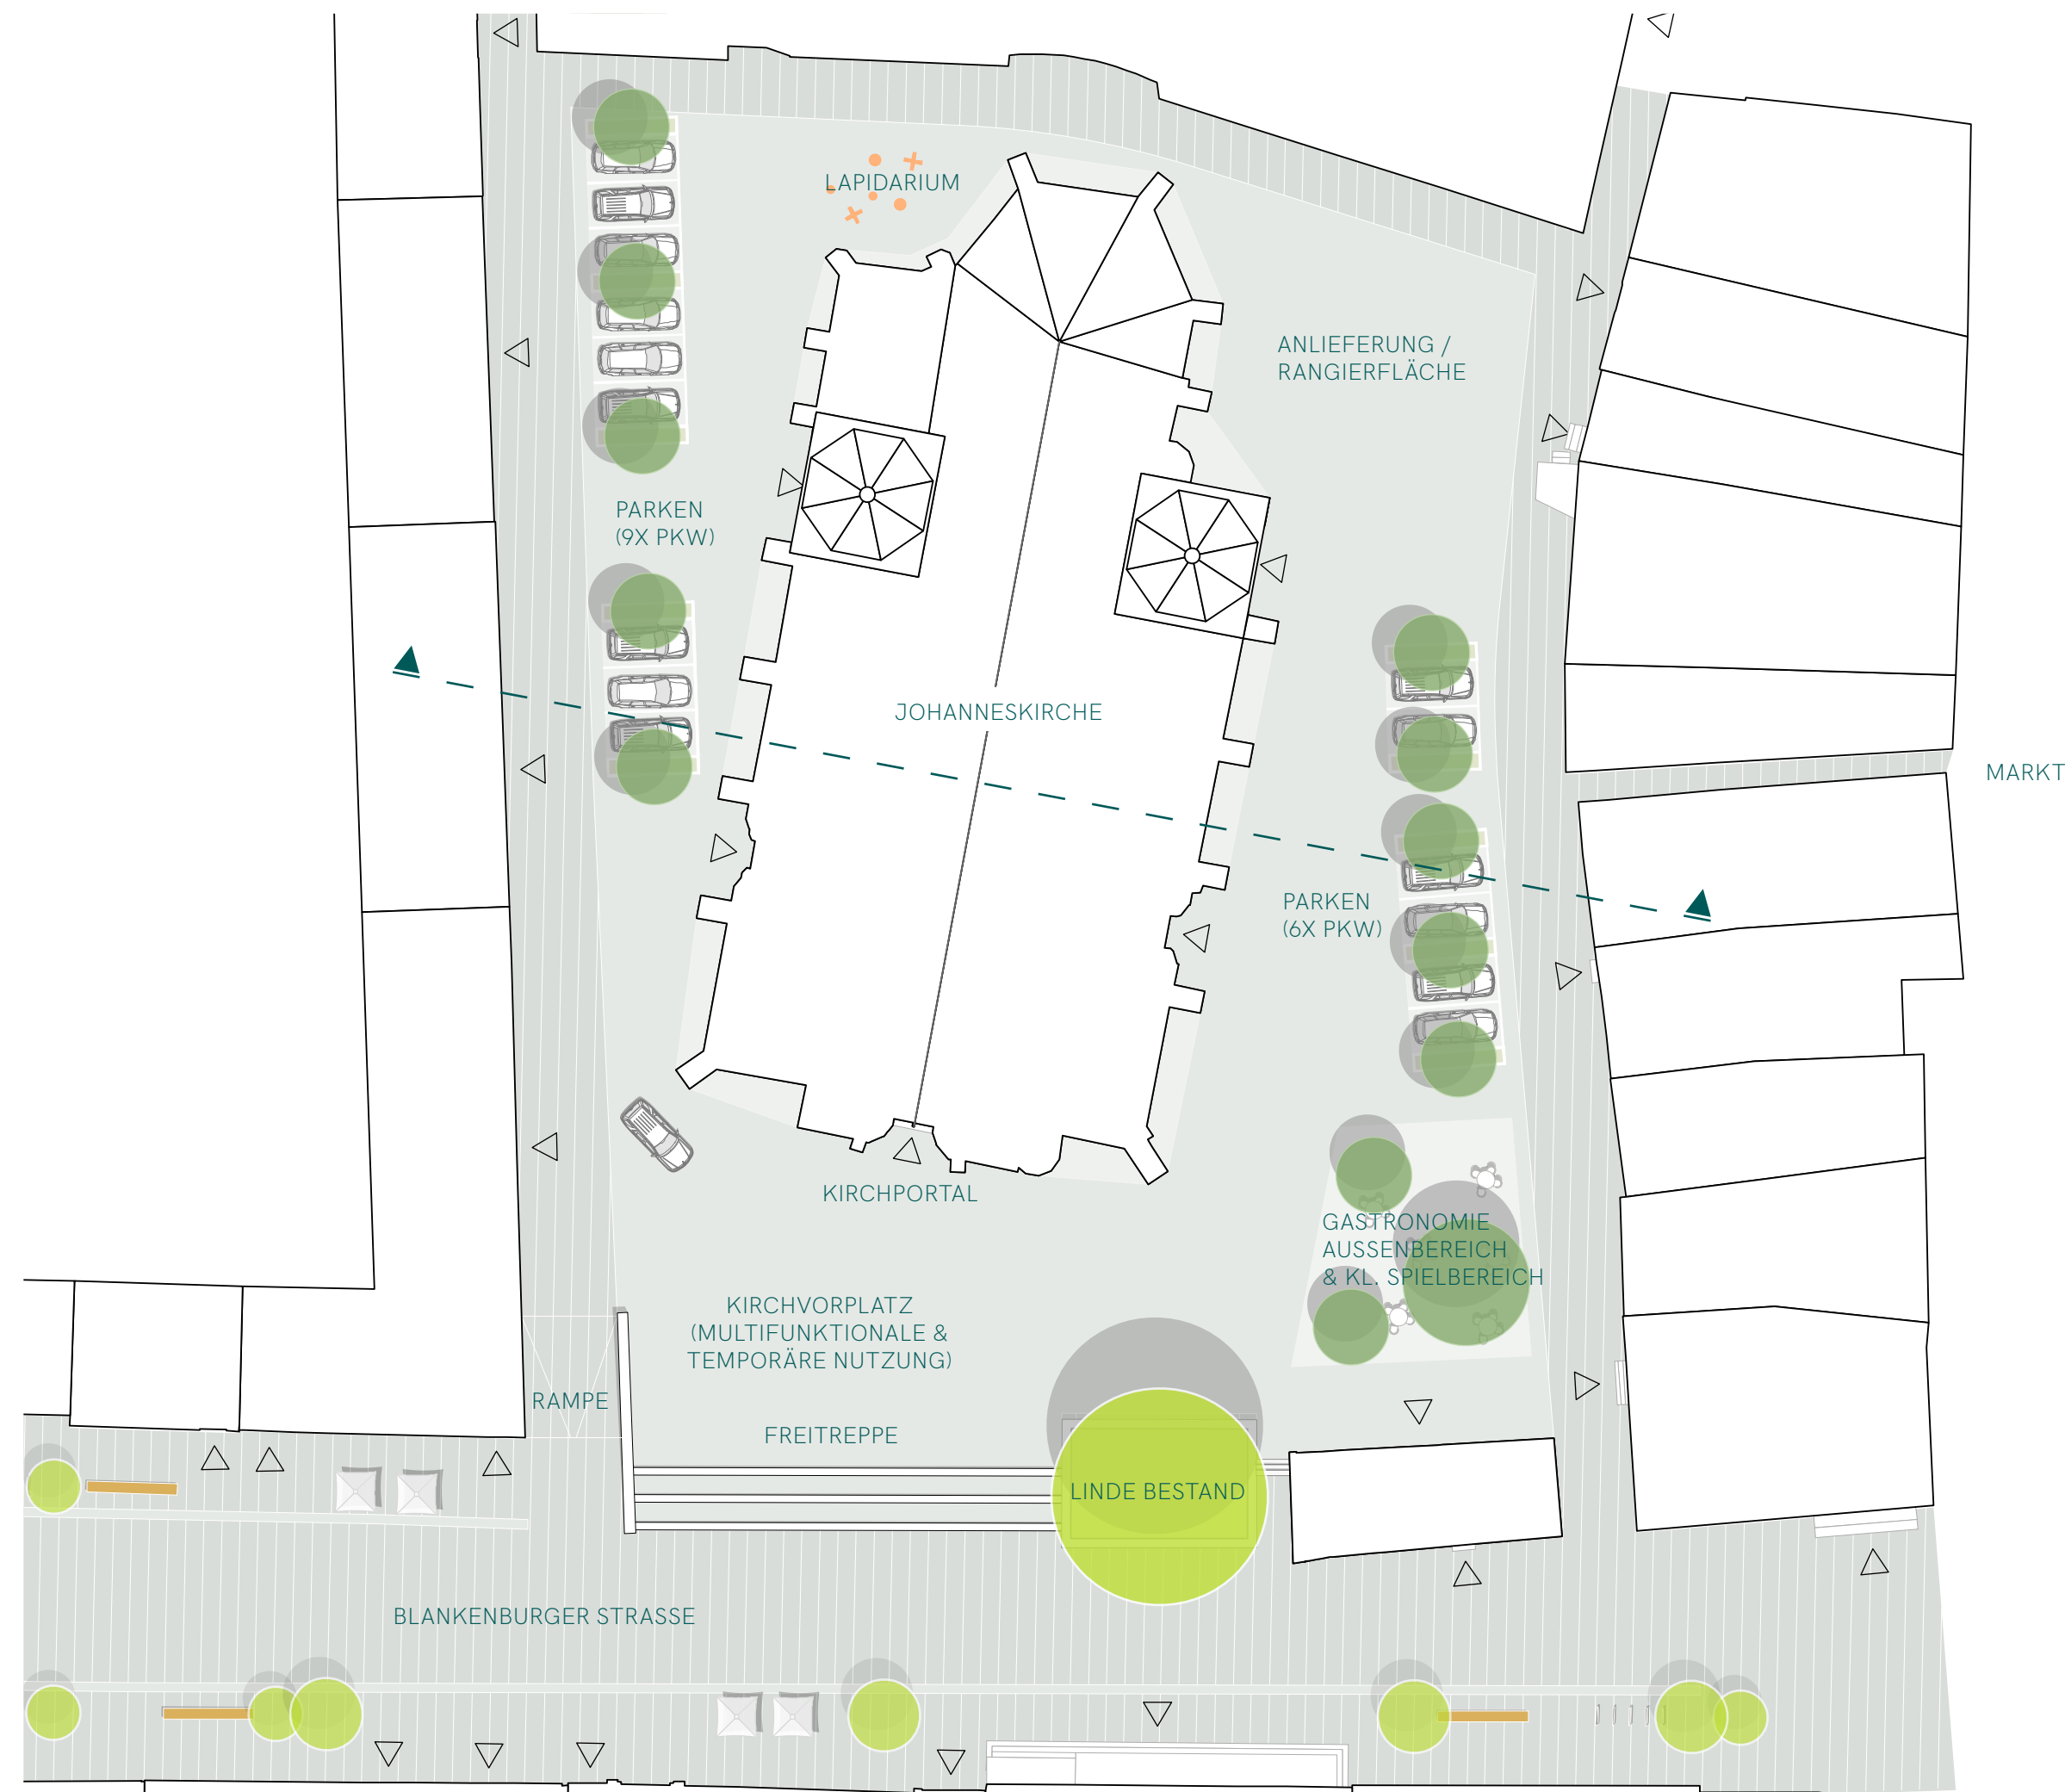 LAPIDARIUM
ANLIEFERUNG /
RANGIERFLÄCHE
PARKEN
(9X PKW)
JOHANNESKIRCHE
MARKT
PARKEN
(6X PKW)
KIRCHPORTAL
GASTRONOMIE
AUSSENBEREICH
& KL. SPIELBEREICH
KIRCHVORPLATZ
(MULTIFUNKTIONALE &
TEMPORÄRE NUTZUNG)
RAMPE
FREITREPPE
LINDE BESTAND
BLANKENBURGER STRASSE